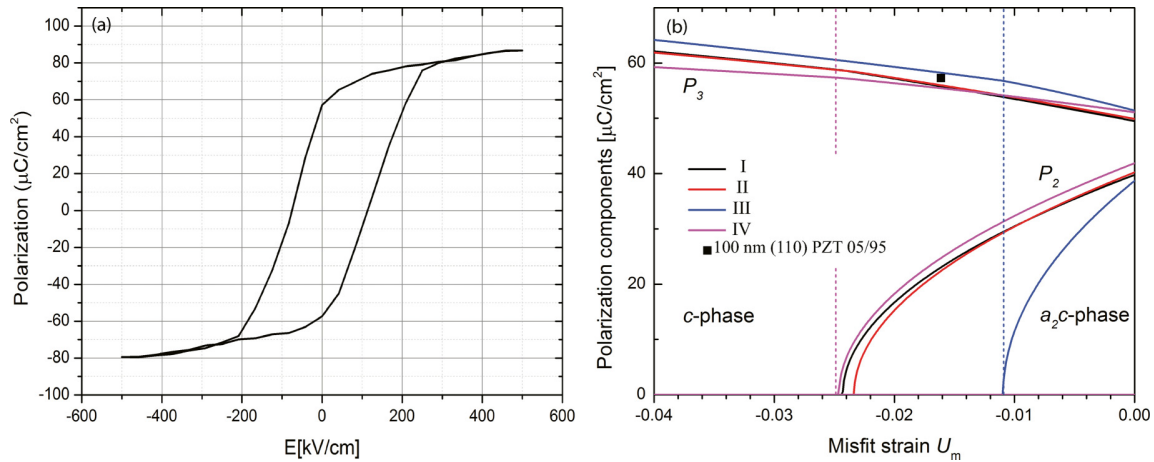 (a)
100
80
60
40
20
0
-20
-40
-60
-80
-100
-600
-400
-200
0
200
400
600
Polarization (μC/cm²)
E[kV/cm]
(b)
60
40
20
0
-0.04
-0.03
-0.02
-0.01
0.00
Polarization components [μC/cm²]
Misfit strain Um
P3
P2
I
II
III
IV
100 nm (110) PZT 05/95
c-phase
a2c-phase